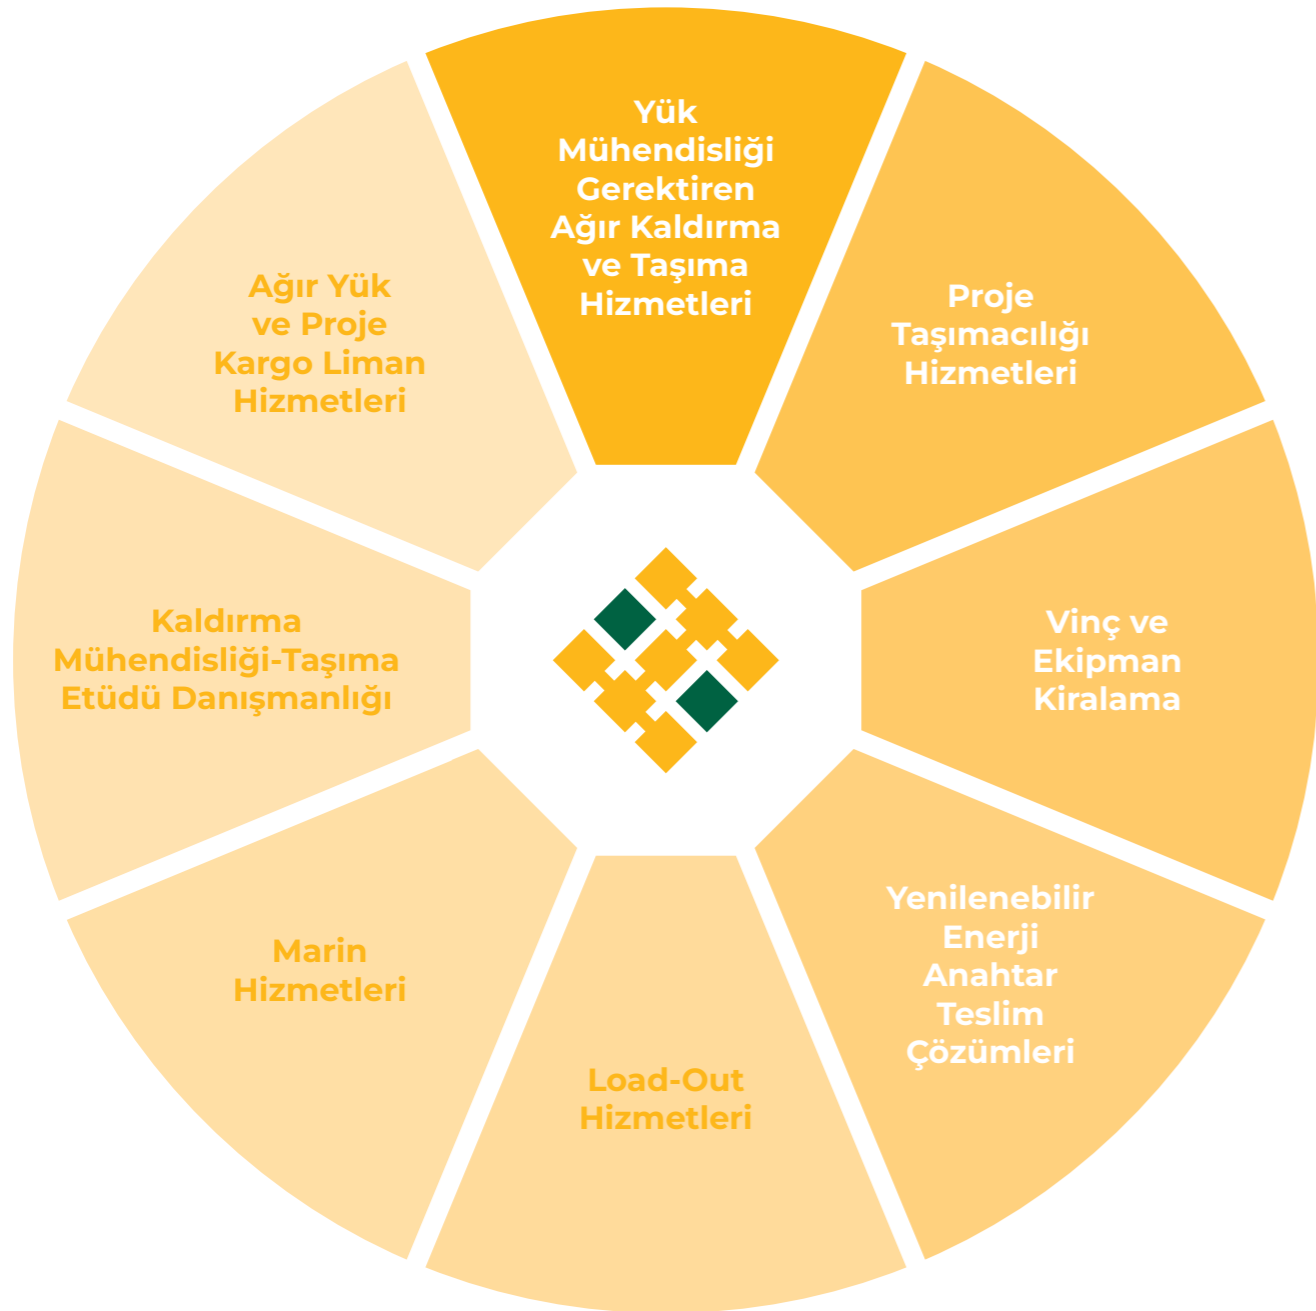 Yük
Mühendisliği
Gerektiren
Ağır Kaldırma
ve Taşıma
Hizmetleri
Proje
Taşımacılığı
Hizmetleri
Vinç ve
Ekipman
Kiralama
Yenilenebilir
Enerji
Anahtar
Teslim
Çözümleri
Load-Out
Hizmetleri
Marin
Hizmetleri
Kaldırma
Mühendisliği-Taşıma
Etüdü Danışmanlığı
Ağır Yük
ve Proje
Kargo Liman
Hizmetleri